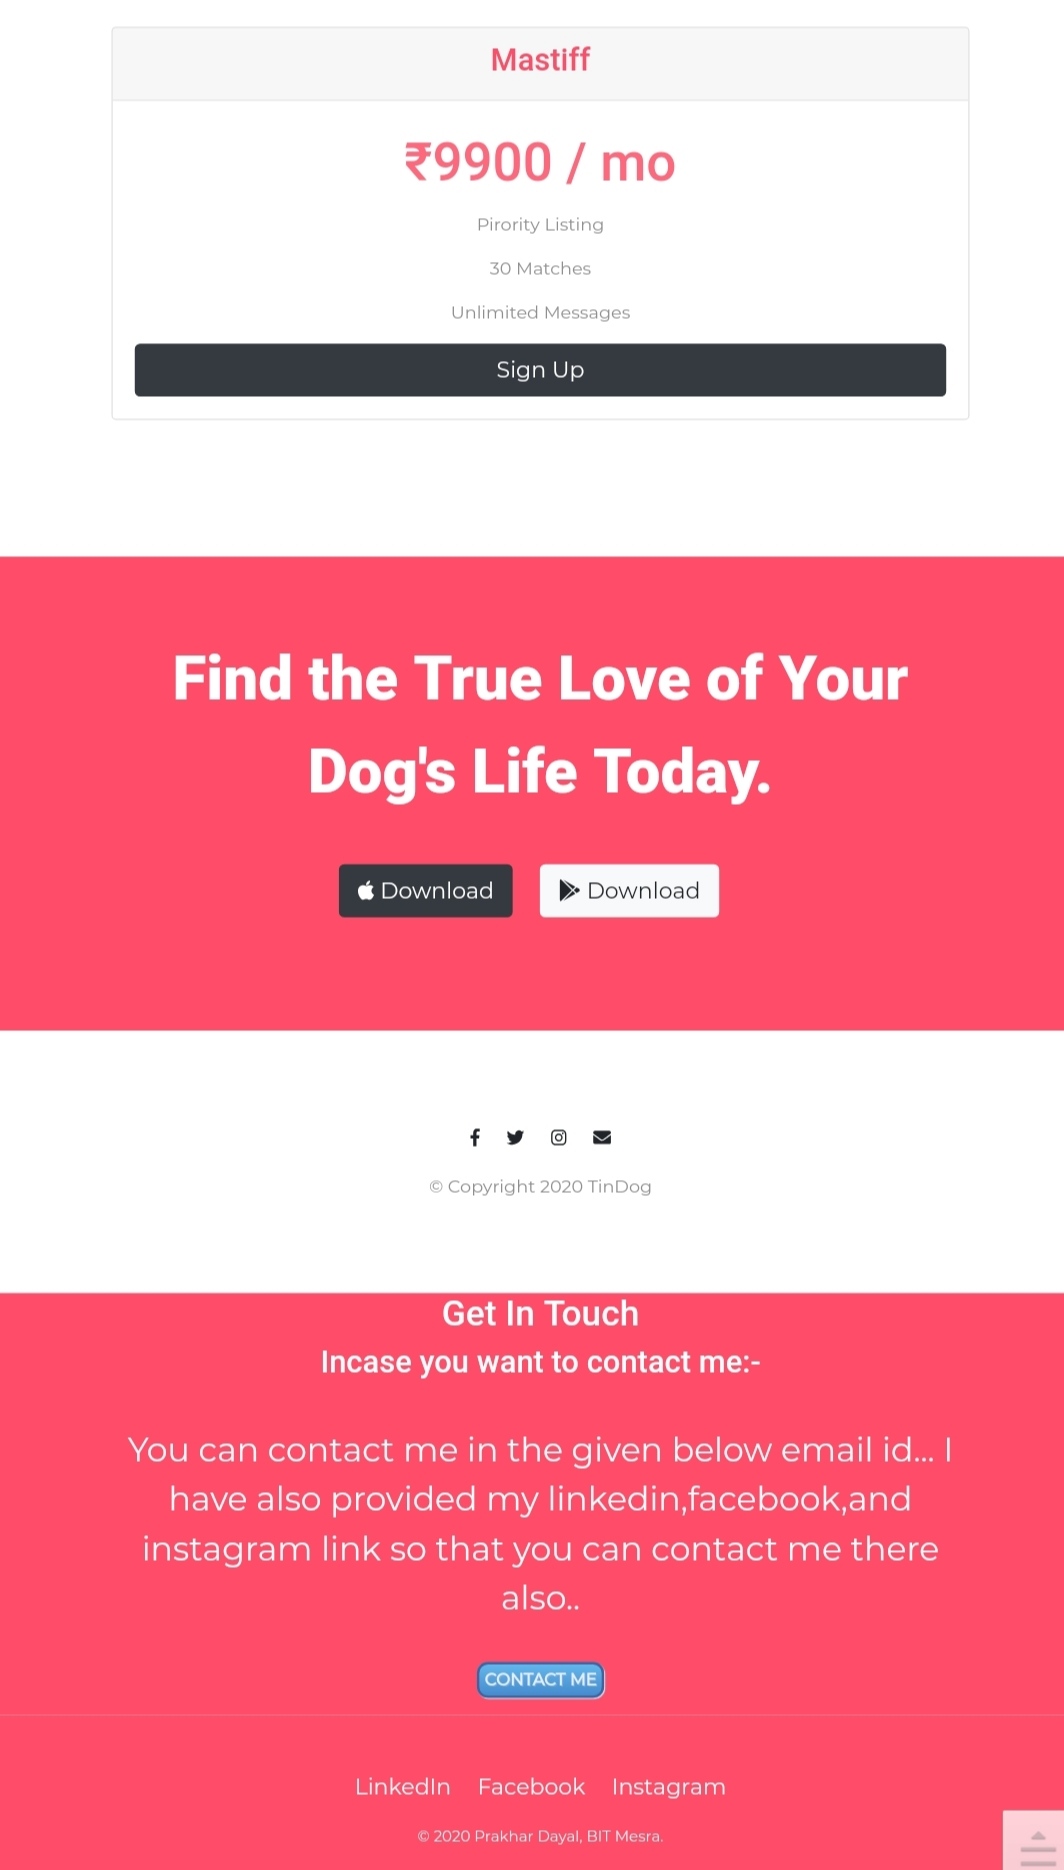 Mastiff
₹9900 / mo
Pirority Listing
30 Matches
Unlimited Messages
Sign Up
Find the True Love of Your
Dog's Life Today.
Download
Download
© Copyright 2020 TinDog
Get In Touch
Incase you want to contact me:-
You can contact me in the given below email id... I
have also provided my linkedin,facebook,and
instagram link so that you can contact me there
also..
CONTACT ME
LinkedIn Facebook Instagram
© 2020 Prakhar Dayal, BIT Mesra.